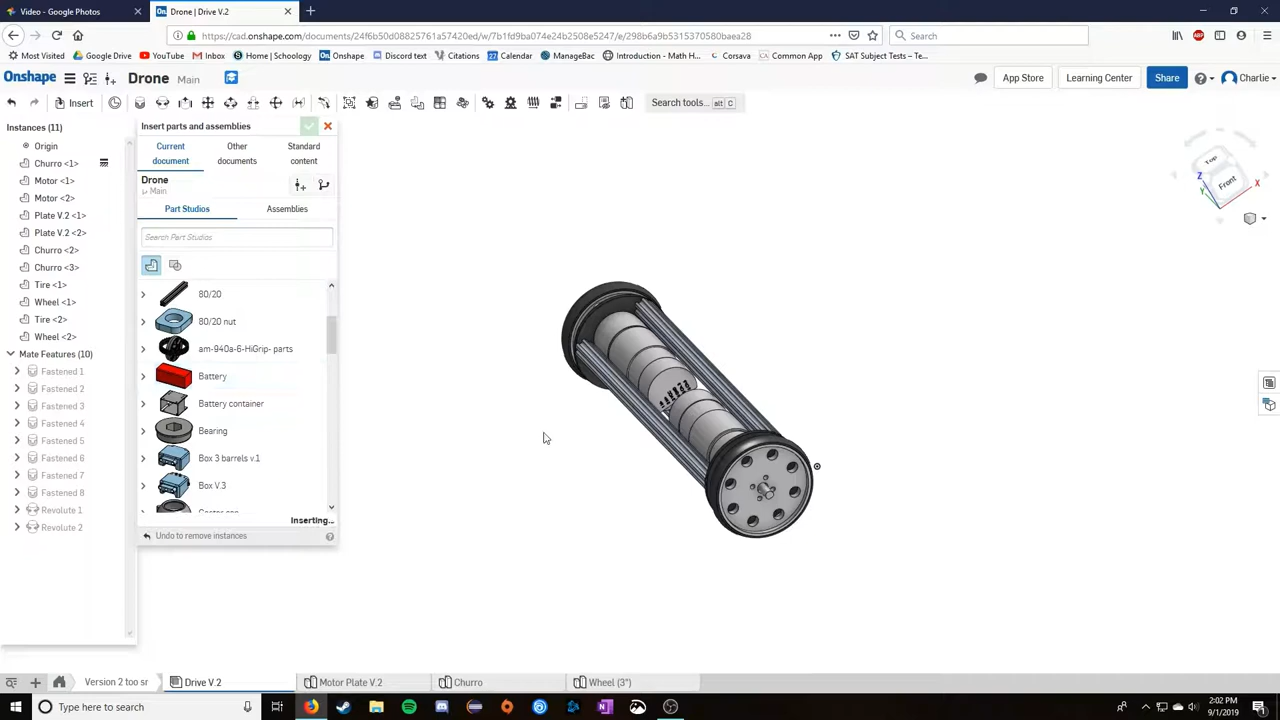 Video - Google Photos
Drone | Drive V.2
https://cad.onshape.com/documents/24f6b50d08825761a57420ed/w/7b1fd9ba074e24b2508e5247/e/298b6a9b5315370580baea28
Search
Most Visited
Google Drive
YouTube
Inbox
Home | Schoology
Onshape
Discord text
Calendar
ManageBac
Citations
Introduction - Math H...
Corsava
Common App
SAT Subject Tests – Te...
Onshape
Drone
Main
App Store
Learning Center
Share
Charlie
Insert
Search tools...
alt
C
Instances (11)
Origin
Churro <1>
Motor <1>
Motor <2>
Plate V.2 <1>
Plate V.2 <2>
Churro <2>
Churro <3>
Tire <1>
Wheel <1>
Tire <2>
Wheel <2>
Mate Features (10)
Fastened 1
Fastened 2
Fastened 3
Fastened 4
Fastened 5
Fastened 6
Fastened 7
Fastened 8
Revolute 1
Revolute 2
Insert parts and assemblies
Current document
Other documents
Standard content
Drone
Main
Part Studios
Assemblies
Search Part Studios
80/20
80/20 nut
am-940a-6-HiGrip- parts
Battery
Battery container
Bearing
Box 3 barrels v.1
Box V.3
Inserting...
Undo to remove instances
Top
Front
Z
Y
X
Version 2 too sr
Drive V.2
Motor Plate V.2
Churro
Wheel (3")
Type here to search
2:02 PM
9/1/2019